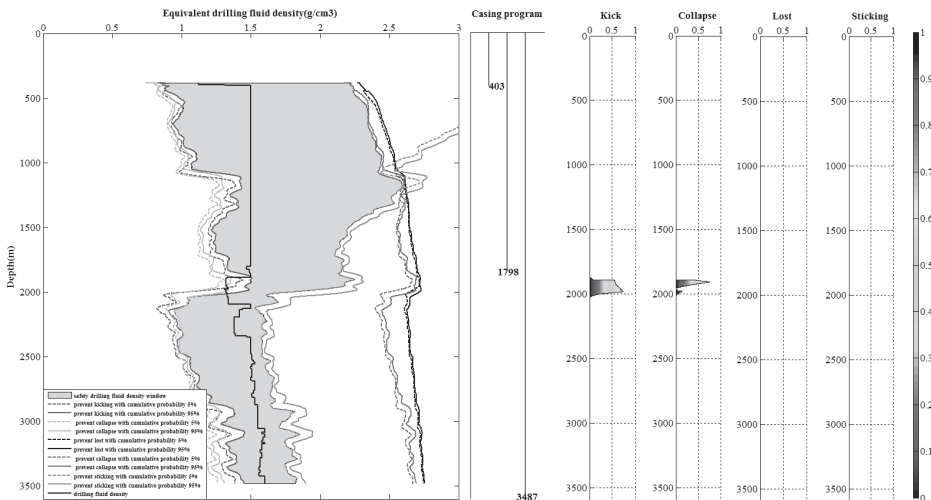 Equivalent drilling fluid density(g/cm3)
0 0.5 1 1.5 2 2.5 3
Depth(m)
0
500
1000
1500
2000
2500
3000
3500
safety drilling fluid density window
prevent kicking with cumulative probability 5%
prevent kicking with cumulative probability 95%
prevent collapse with cumulative probability 5%
prevent collapse with cumulative probability 95%
prevent lost with cumulative probability 5%
prevent lost with cumulative probability 95%
prevent collapse with cumulative probability 5%
prevent collapse with cumulative probability 95%
prevent sticking with cumulative probability 5%
prevent sticking with cumulative probability 95%
drilling fluid density
Casing program
403
1798
3487
Kick
0 0.5 1
0
500
1000
1500
2000
2500
3000
3500
Collapse
0 0.5 1
0
500
1000
1500
2000
2500
3000
3500
Lost
0 0.5 1
0
500
1000
1500
2000
2500
3000
3500
Sticking
0 0.5 1
0
500
1000
1500
2000
2500
3000
3500
1
0.9
0.8
0.7
0.6
0.5
0.4
0.3
0.2
0.1
0